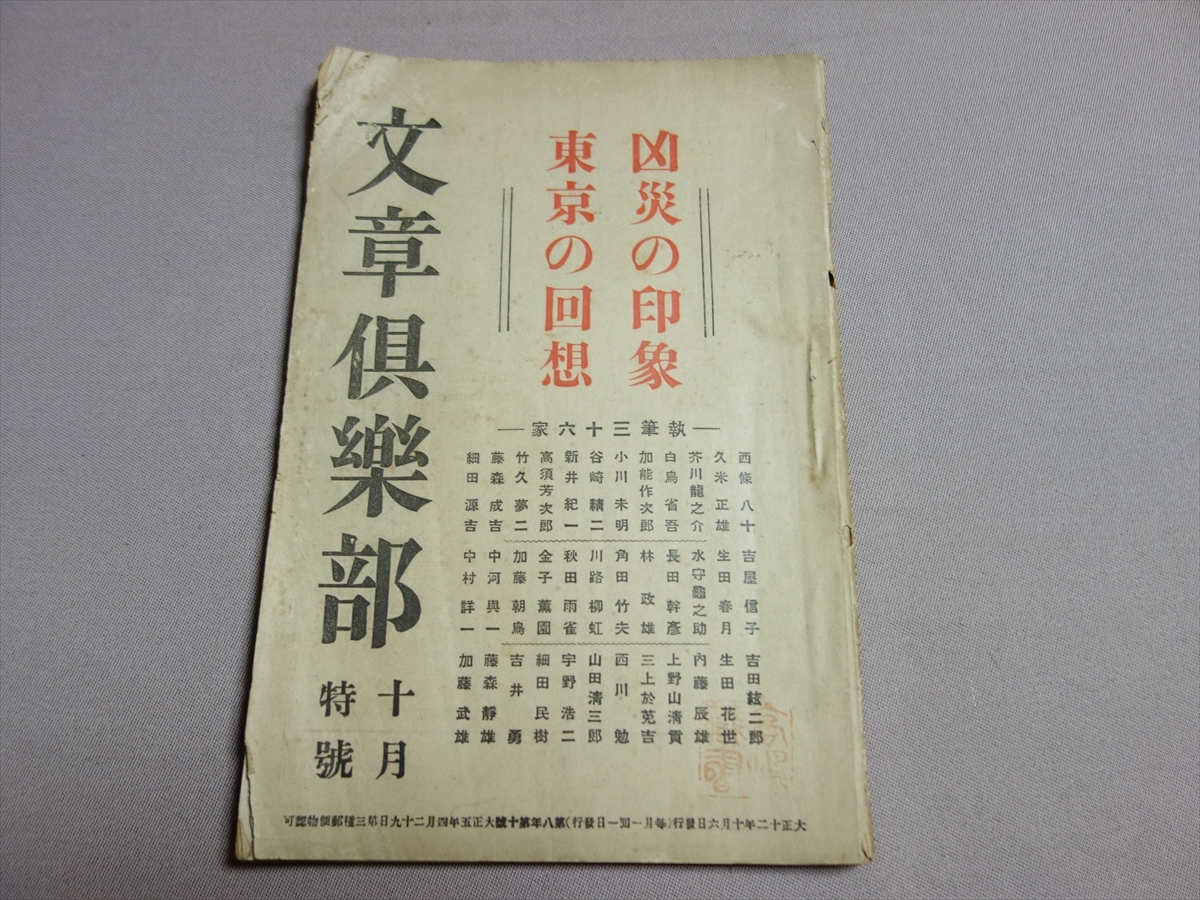 凶災の印象
東京の回想
―執筆三十六家―
西條八十
久米正雄
芥川龍之介
白鳥省吾
加能作次郎
小川未明
谷崎精二
新井紀一
高須芳次郎
竹久夢二
藤森成吉
細田源吉
吉屋信子
生田春月
水守龜之助
長田幹彥
林政雄
角田竹夫
川路柳虹
秋田雨雀
金子薰園
加藤朝鳥
中河與一
中村詳一
吉田絃二郎
生田花世
內藤辰雄
上野山清貢
三上於菟吉
西川勉
山田清三郎
宇野浩二
細田民樹
吉井勇
藤森靜雄
加藤武雄
文章俱樂部
十月
特號
大正十二年十月六日發行(每月一回一日發行)第八年第十號大正五年四月二十九日第三種郵便物認可